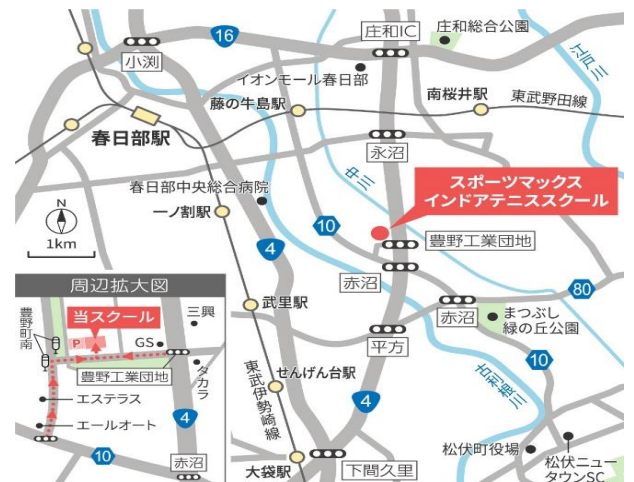 16
小渕
庄和IC
庄和総合公園
江戸川
イオンモール春日部
藤の牛島駅
南桜井駅
東武野田線
春日部駅
永沼
中川
春日部中央総合病院
スポーツマックス
インドアテニススクール
N
1km
一ノ割駅
10
4
豊野工業団地
赤沼
80
周辺拡大図
武里駅
赤沼
まつぶし
緑の丘公園
当スクール
三興
豊野町南
P
GS
平方
10
豊野工業団地
タカラ
せんげん台駅
東武伊勢崎線
古利根川
エステラス
4
4
エールオート
松伏町役場
松伏ニュー
タウンSC
10
赤沼
大袋駅
下間久里